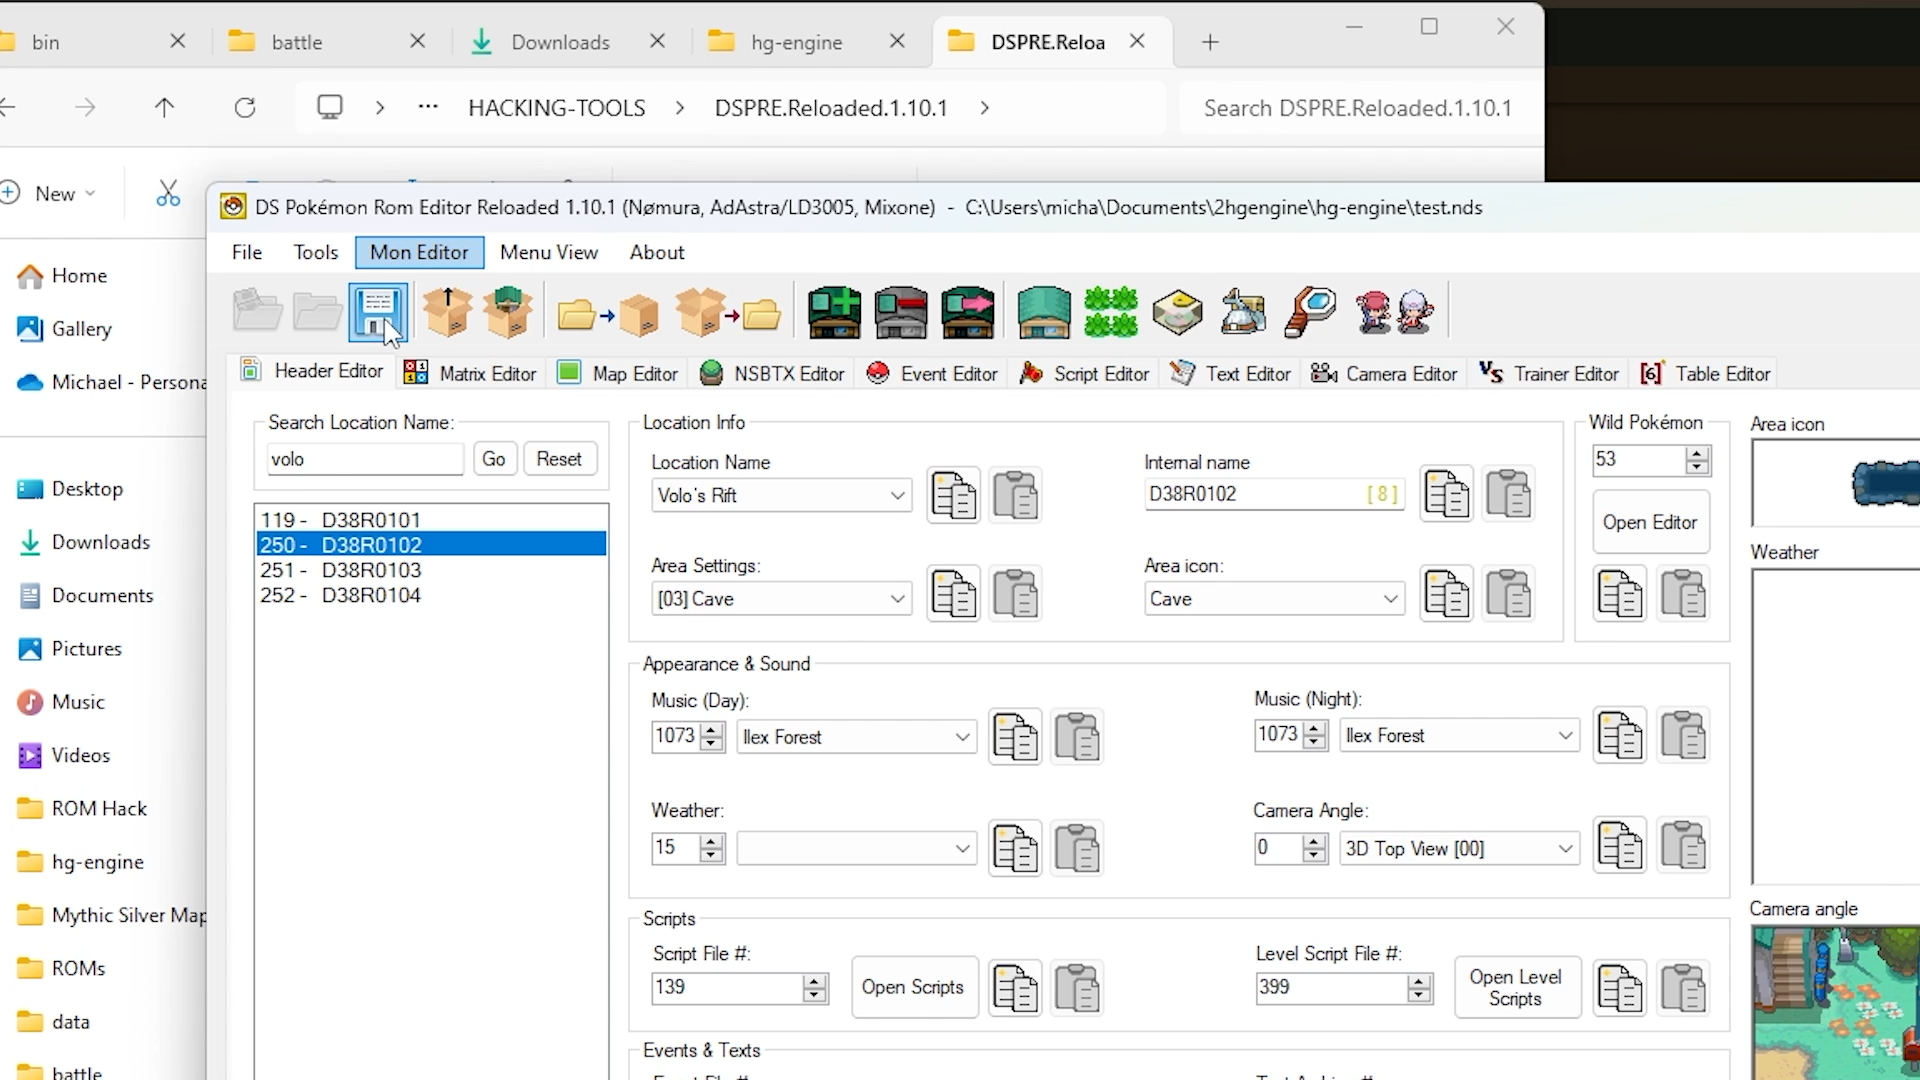 bin
battle
Downloads
hg-engine
DSPRE.Reloa
HACKING-TOOLS
DSPRE.Reloaded.1.10.1
Search DSPRE.Reloaded.1.10.1
New
DS Pokémon Rom Editor Reloaded 1.10.1 (Nømura, AdAstra/LD3005, Mixone) - C:\Users\micha\Documents\2hgengine\hg-engine\test.nds
File Tools Mon Editor Menu View About
Home
Gallery
Michael - Persona
Desktop
Downloads
Documents
Pictures
Music
Videos
ROM Hack
hg-engine
Mythic Silver Map
ROMs
data
battle
Header Editor
Matrix Editor
Map Editor
NSBTX Editor
Event Editor
Script Editor
Text Editor
Camera Editor
Trainer Editor
Table Editor
Search Location Name:
volo
Go
Reset
119 - D38R0101
250 - D38R0102
251 - D38R0103
252 - D38R0104
Location Info
Location Name
Volo's Rift
Internal name
D38R0102 [ 8 ]
Area Settings:
[03] Cave
Area icon:
Cave
Wild Pokémon
53
Open Editor
Area icon
Weather
Appearance & Sound
Music (Day):
1073
Ilex Forest
Music (Night):
1073
Ilex Forest
Weather:
15
Camera Angle:
0
3D Top View [00]
Camera angle
Scripts
Script File #:
139
Open Scripts
Level Script File #:
399
Open Level
Scripts
Events & Texts